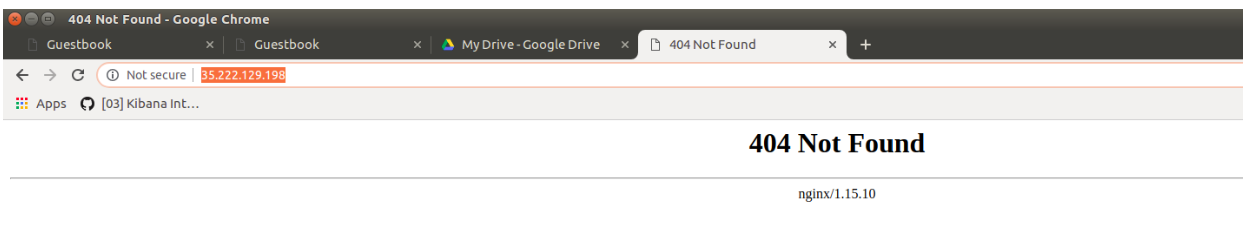 404 Not Found - Google Chrome
Guestbook
Guestbook
My Drive - Google Drive
404 Not Found
Not secure | 35.222.129.198
Apps [03] Kibana Int...
404 Not Found
nginx/1.15.10